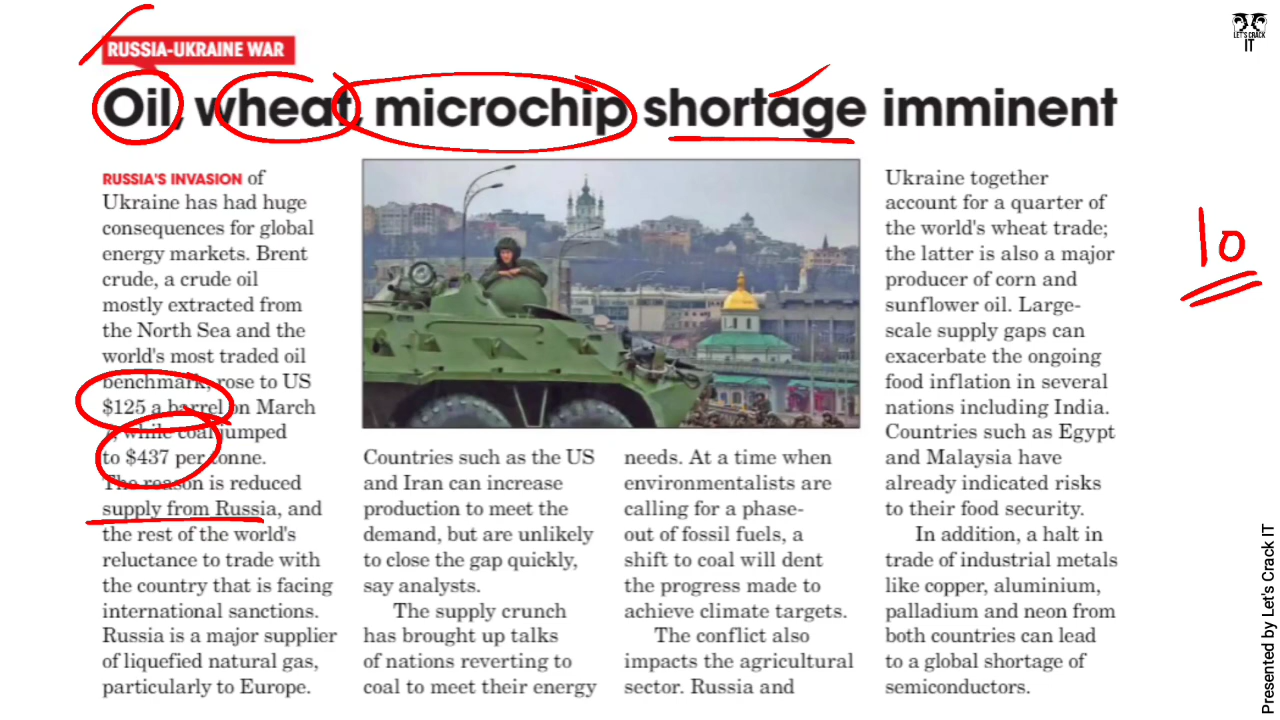 RUSSIA-UKRAINE WAR
Oil, wheat, microchip shortage imminent
RUSSIA'S INVASION of
Ukraine has had huge
consequences for global
energy markets. Brent
crude, a crude oil
mostly extracted from
the North Sea and the
world's most traded oil
benchmark, rose to US
$125 a barrel on March
7, while coal jumped
to $437 per tonne.
The reason is reduced
supply from Russia, and
the rest of the world's
reluctance to trade with
the country that is facing
international sanctions.
Russia is a major supplier
of liquefied natural gas,
particularly to Europe.
Countries such as the US
and Iran can increase
production to meet the
demand, but are unlikely
to close the gap quickly,
say analysts.
The supply crunch
has brought up talks
of nations reverting to
coal to meet their energy
needs. At a time when
environmentalists are
calling for a phase-
out of fossil fuels, a
shift to coal will dent
the progress made to
achieve climate targets.
The conflict also
impacts the agricultural
sector. Russia and
Ukraine together
account for a quarter of
the world's wheat trade;
the latter is also a major
producer of corn and
sunflower oil. Large-
scale supply gaps can
exacerbate the ongoing
food inflation in several
nations including India.
Countries such as Egypt
and Malaysia have
already indicated risks
to their food security.
In addition, a halt in
trade of industrial metals
like copper, aluminium,
palladium and neon from
both countries can lead
to a global shortage of
semiconductors.
10
LET'S CRACK
IT
Presented by Let's Crack IT